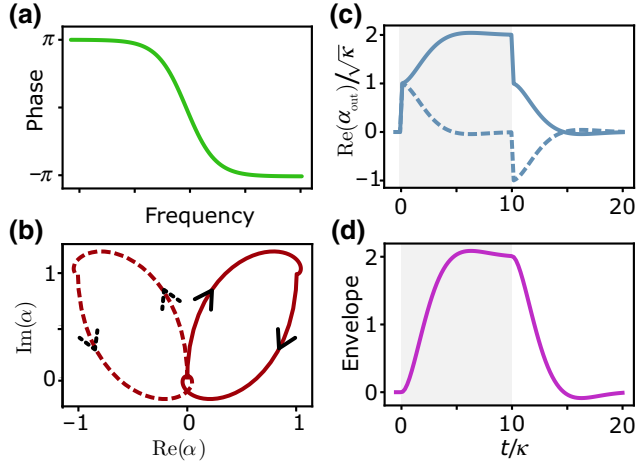 (a)
π
−π
Phase
Frequency
(b)
1
0
Im(α)
−1 0 1
Re(α)
(c)
2
1
0
−1
Re(α_out)/√κ
0 10 20
(d)
2
1
0
Envelope
0 10 20
t/κ